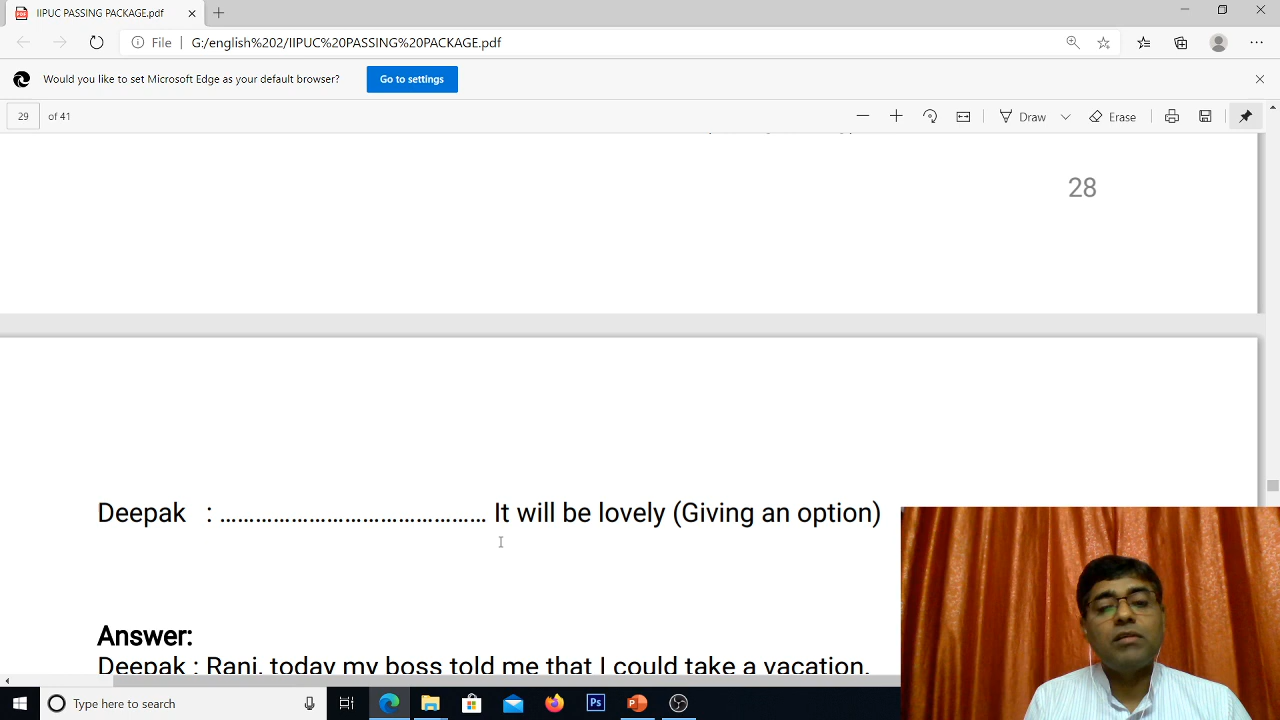 IIPUC PASSING PACKAGE.pdf
File G:/english%202/IIPUC%20PASSING%20PACKAGE.pdf
Would you like to set Microsoft Edge as your default browser? Go to settings
29 of 41 Draw Erase
28
Deepak : ........................................... It will be lovely (Giving an option)
Answer:
Deepak : Rani, today my boss told me that I could take a vacation.
Type here to search
Ps